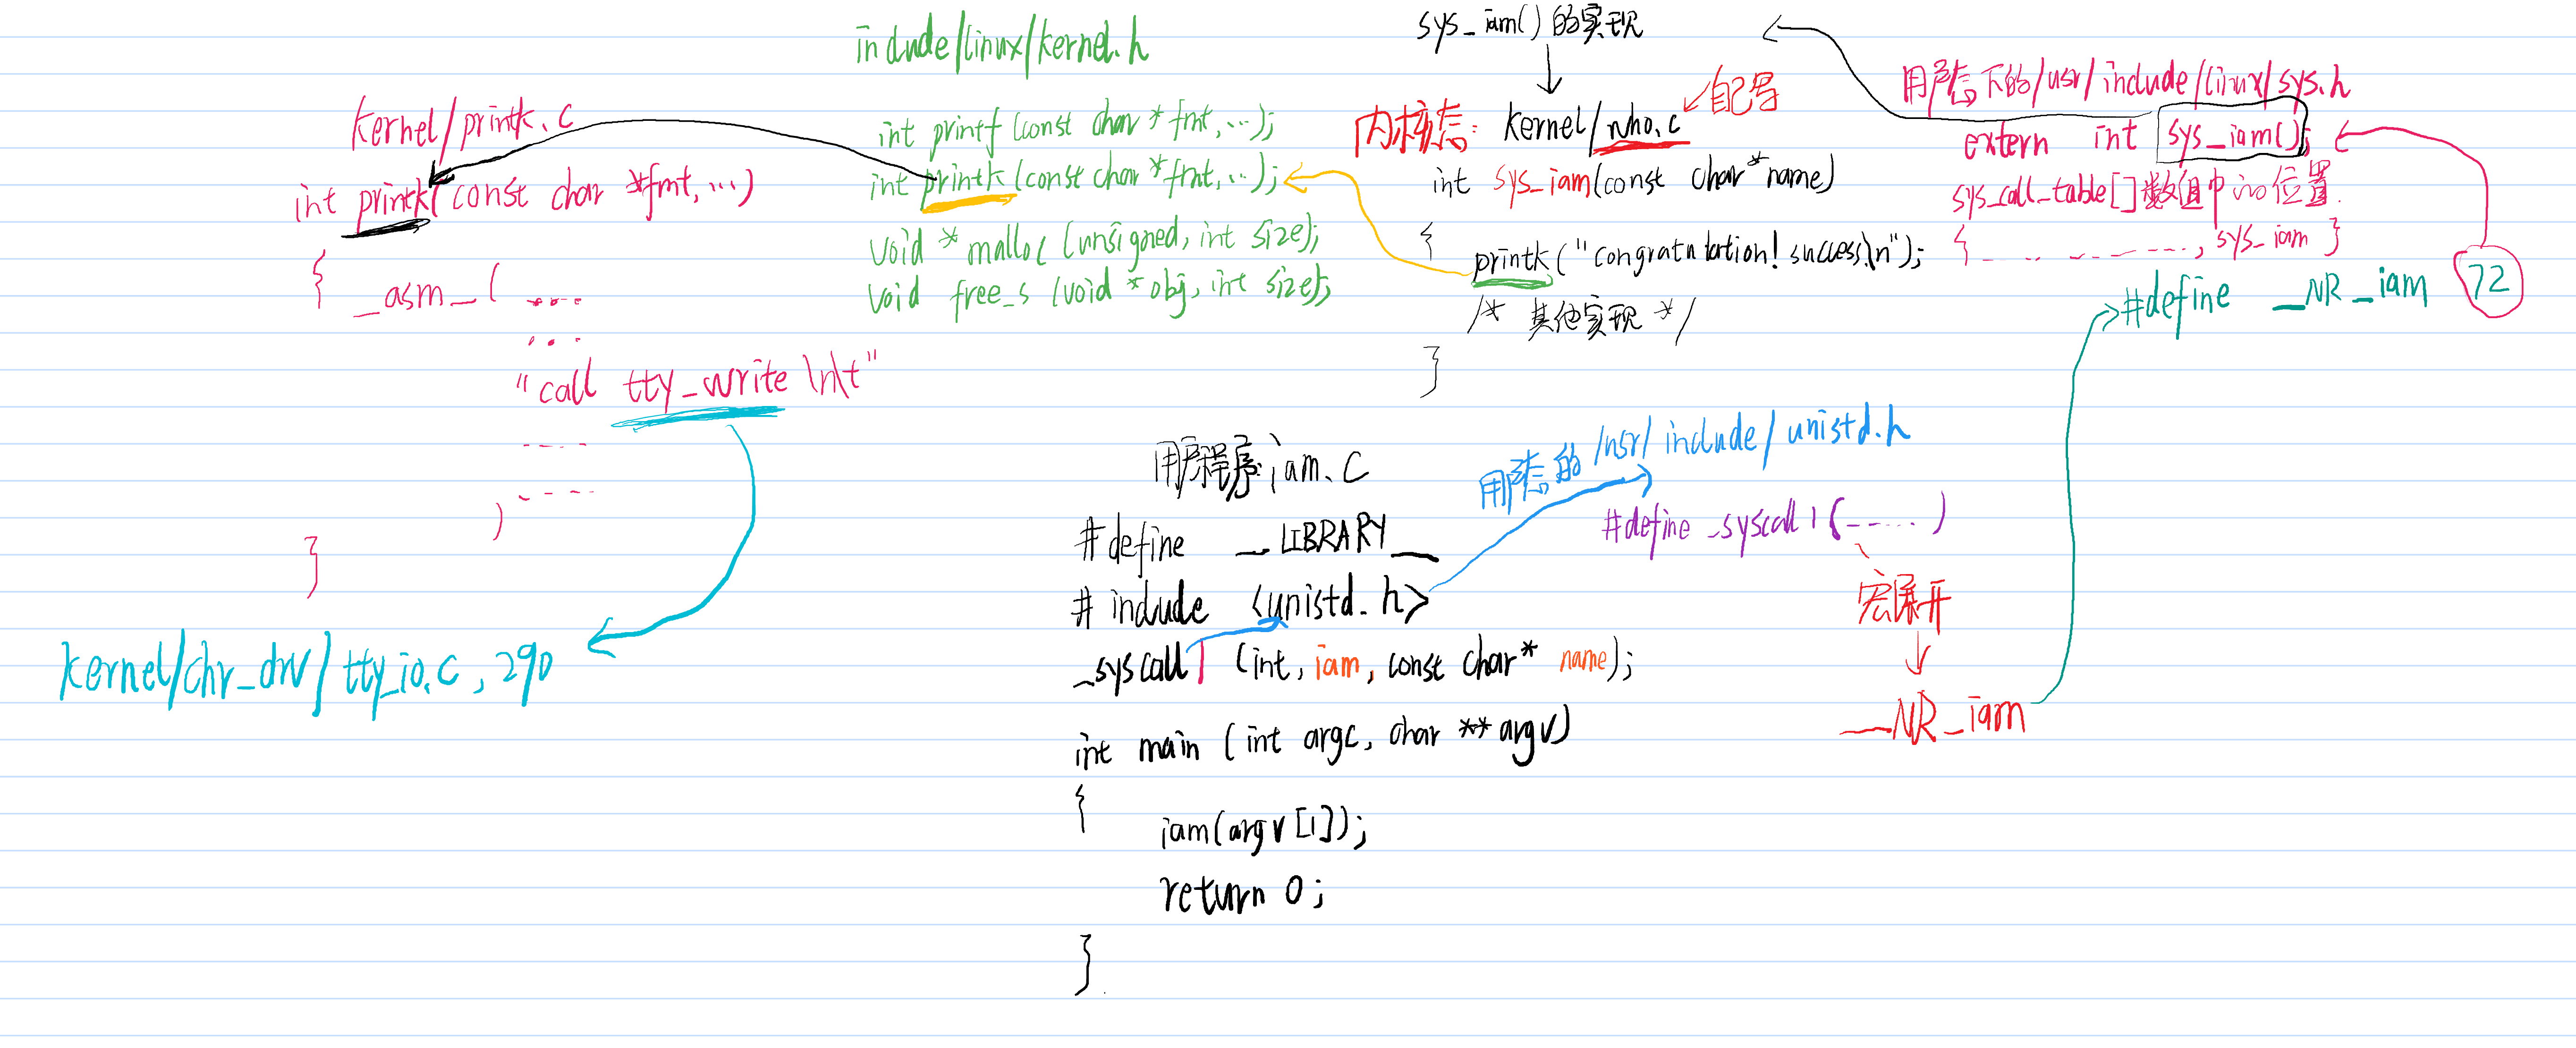 include/linux/kernel.h
int printf (const char * fmt, ...);
int printk (const char *fmt, ...);
void * malloc (unsigned, int size);
void free_s (void * obj, int size);
kernel/printk.c
int printk(const char *fmt, ...)
{ _asm_( ....
...
"call tty_write \n\t"
....
)
}
kernel/chr_drv/tty_io.c, 290
sys_iam()的实现
内核态: kernel/who.c 自己写
int sys_iam(const char*name)
{
printk("congratulation! success\n");
/* 其他实现 */
}
用户态下的/usr/include/linux/sys.h
extern int sys_iam();
sys_call_table[]数组中的位置.
{ ..........., sys_iam }
#define __NR_iam 72
用户程序:iam.c
#define __LIBRARY__
# include <unistd.h>
_syscall1 (int, iam, const char* name);
int main (int argc, char ** argv)
{
iam(argv[1]);
return 0;
}
用户态的/usr/include/unistd.h
#define _syscall1(......)
宏展开
__NR_iam